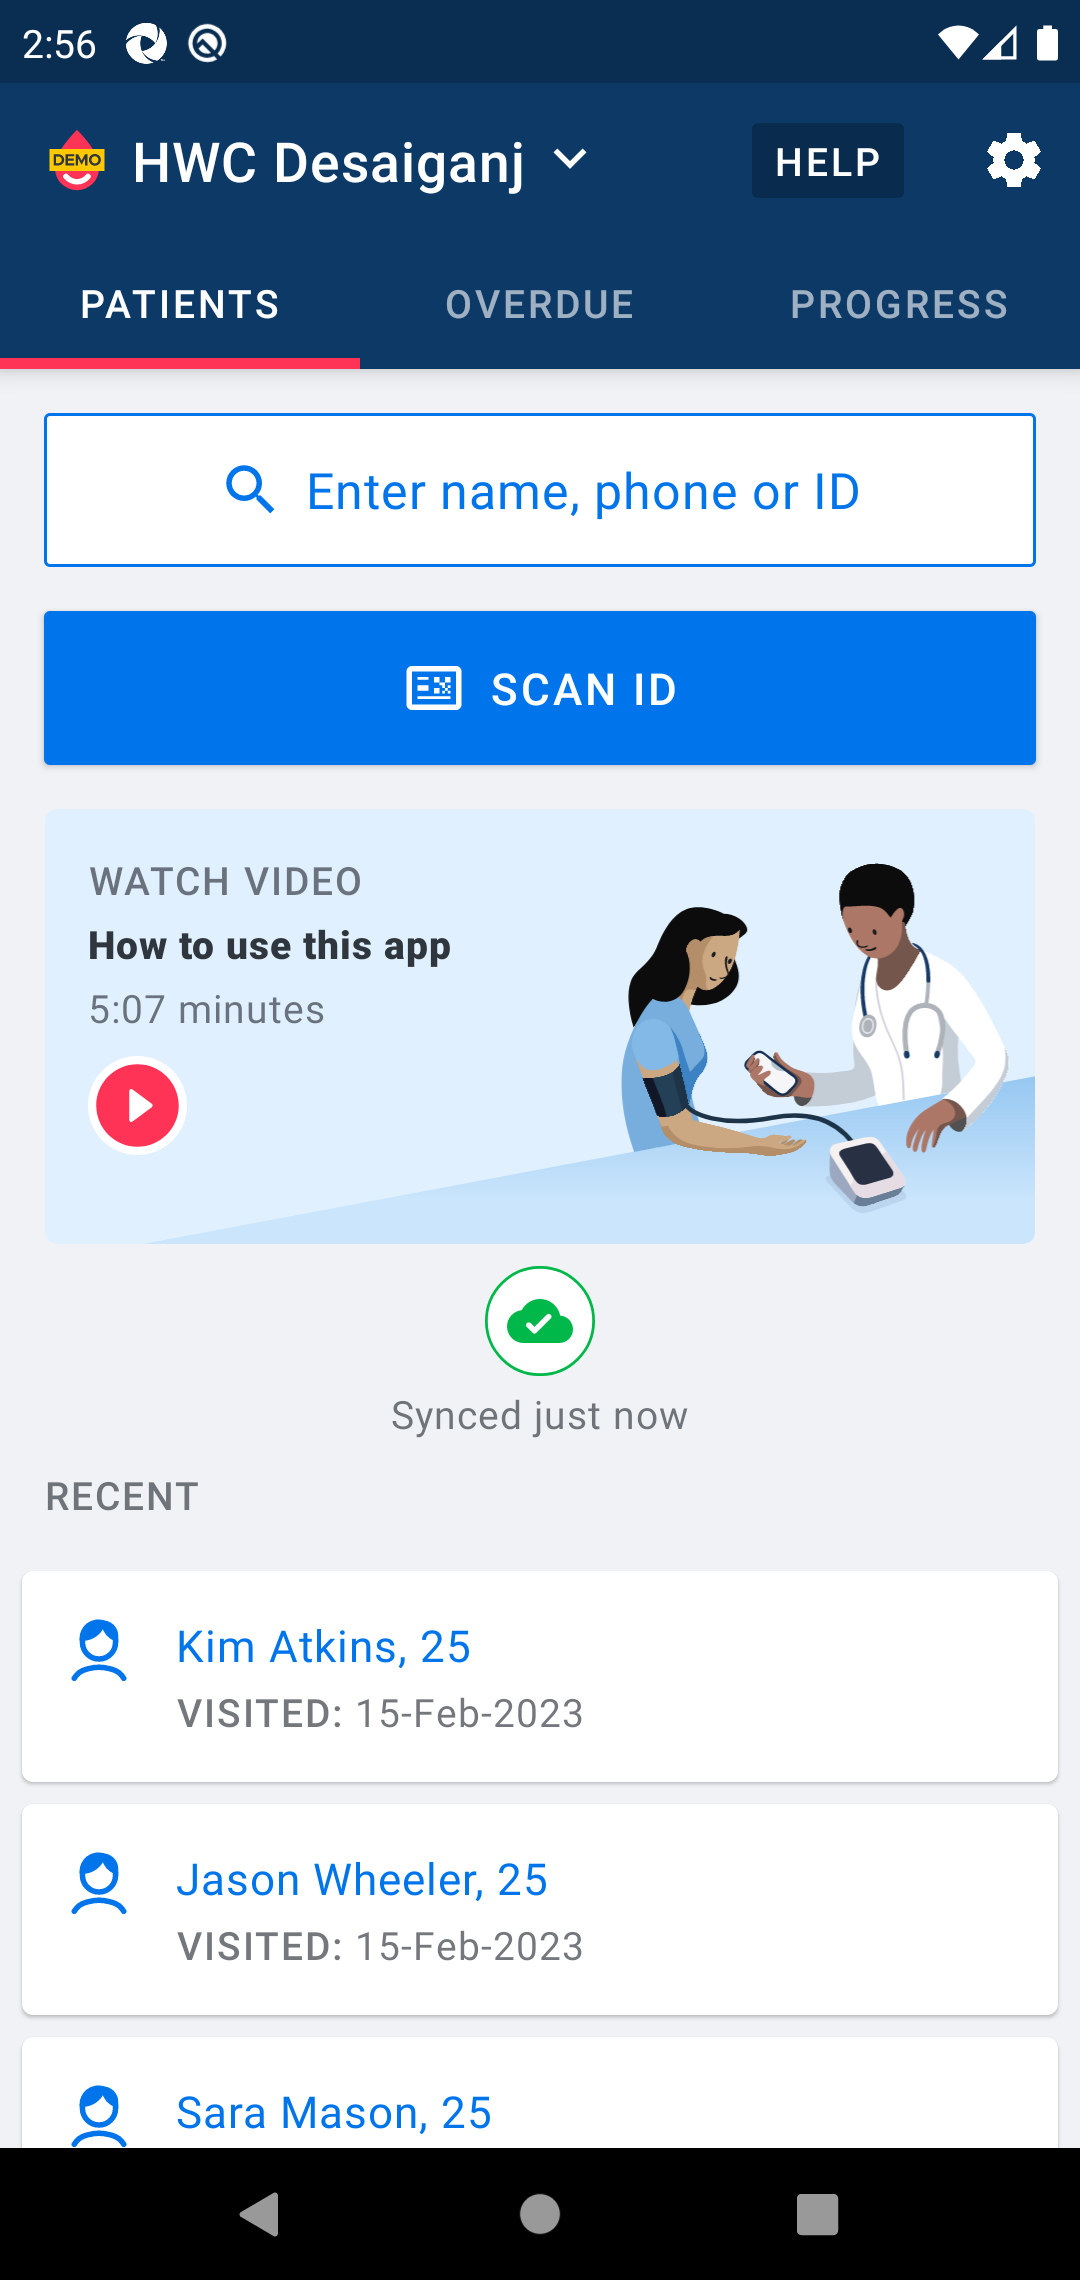 2:56
DEMO
HWC Desaiganj
HELP
PATIENTS
OVERDUE
PROGRESS
Enter name, phone or ID
SCAN ID
WATCH VIDEO
How to use this app
5:07 minutes
Synced just now
RECENT
Kim Atkins, 25
VISITED: 15-Feb-2023
Jason Wheeler, 25
VISITED: 15-Feb-2023
Sara Mason, 25